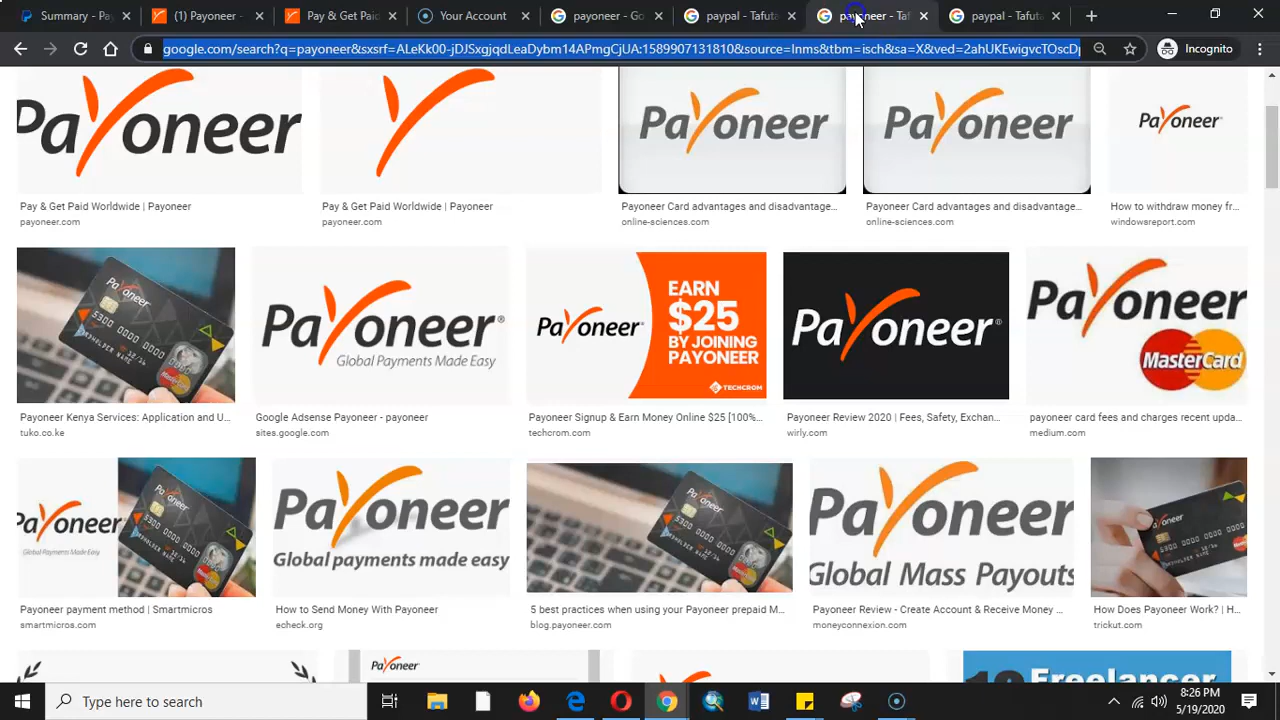 Summary - Pay
(1) Payoneer -
Pay & Get Paid
Your Account
payoneer - Go
paypal - Tafuta
payoneer - Taf
paypal - Tafuta
google.com/search?q=payoneer&sxsrf=ALeKk00-jDJSxgjqdLeaDybm14APmgCjUA:1589907131810&source=lnms&tbm=isch&sa=X&ved=2ahUKEwigvcTOscDp
Incognito
Payoneer
Payoneer
Payoneer
Payoneer
Pay & Get Paid Worldwide | Payoneer
payoneer.com
Pay & Get Paid Worldwide | Payoneer
payoneer.com
Payoneer Card advantages and disadvantage...
online-sciences.com
Payoneer Card advantages and disadvantage...
online-sciences.com
How to withdraw money fr...
windowsreport.com
Payoneer
5300 0000
Payoneer®
Global Payments Made Easy
Payoneer
EARN
$25
BY JOINING
PAYONEER
TECHCROM
Payoneer®
Payoneer
MasterCard
Payoneer Kenya Services: Application and U...
tuko.co.ke
Google Adsense Payoneer - payoneer
sites.google.com
Payoneer Signup & Earn Money Online $25 [100%...
techcrom.com
Payoneer Review 2020 | Fees, Safety, Exchan...
wirly.com
payoneer card fees and charges recent upda...
medium.com
Payoneer
Global Payments Made Easy
Payoneer
Payoneer
Global payments made easy
Payoneer
Payoneer
Global Mass Payouts
Payoneer
Payoneer payment method | Smartmicros
smartmicros.com
How to Send Money With Payoneer
echeck.org
5 best practices when using your Payoneer prepaid M...
blog.payoneer.com
Payoneer Review - Create Account & Receive Money ...
moneyconnexion.com
How Does Payoneer Work? | H...
trickut.com
Payoneer
Freelancer
Type here to search
8:26 PM
5/19/2020